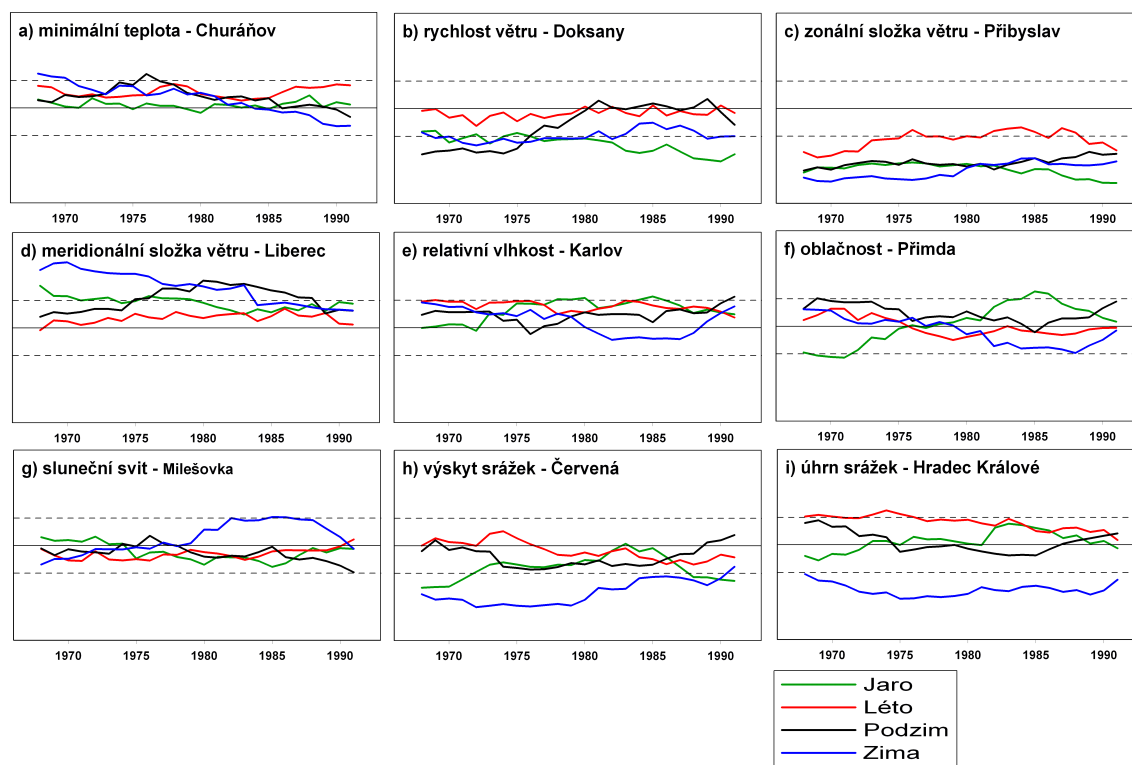 a) minimální teplota - Churáňov
b) rychlost větru - Doksany
c) zonální složka větru - Přibyslav
1970 1975 1980 1985 1990
1970 1975 1980 1985 1990
1970 1975 1980 1985 1990
d) meridionální složka větru - Liberec
e) relativní vlhkost - Karlov
f) oblačnost - Přimda
1970 1975 1980 1985 1990
1970 1975 1980 1985 1990
1970 1975 1980 1985 1990
g) sluneční svit - Milešovka
h) výskyt srážek - Červená
i) úhrn srážek - Hradec Králové
1970 1975 1980 1985 1990
1970 1975 1980 1985 1990
1970 1975 1980 1985 1990
Jaro
Léto
Podzim
Zima